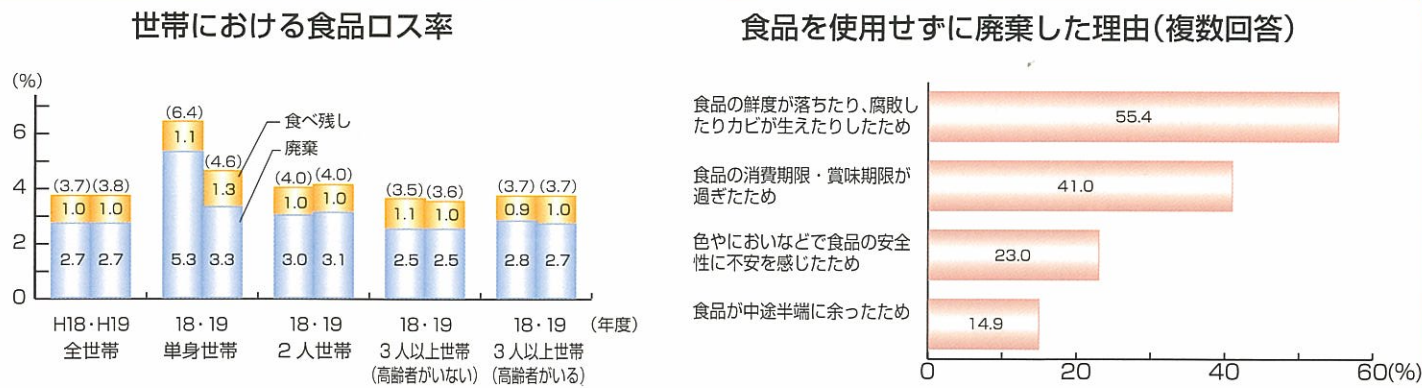 世帯における食品ロス率
(%)
6
4
2
0
(3.7) (3.8)
1.0 1.0
2.7 2.7
(6.4)
1.1
5.3
(4.6)
1.3
3.3
食べ残し
廃棄
(4.0) (4.0)
1.0 1.0
3.0 3.1
(3.5) (3.6)
1.1 1.0
2.5 2.5
(3.7) (3.7)
0.9 1.0
2.8 2.7
H18・H19 18・19 18・19 18・19 18・19 (年度)
全世帯 単身世帯 2人世帯 3人以上世帯 3人以上世帯
(高齢者がいない) (高齢者がいる)
食品を使用せずに廃棄した理由(複数回答)
食品の鮮度が落ちたり、腐敗し
たりカビが生えたりしたため
55.4
食品の消費期限・賞味期限が
過ぎたため
41.0
色やにおいなどで食品の安全
性に不安を感じたため
23.0
食品が中途半端に余ったため
14.9
0 20 40 60(%)